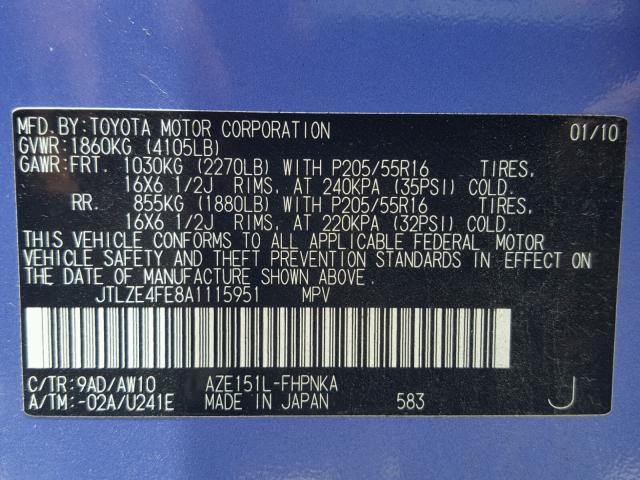 MFD.BY:TOYOTA MOTOR CORPORATION 01/10
GVWR:1860KG (4105LB)
GAWR:FRT. 1030KG (2270LB) WITH P205/55R16 TIRES,
16X6 1/2J RIMS, AT 240KPA (35PSI) COLD.
RR. 855KG (1880LB) WITH P205/55R16 TIRES,
16X6 1/2J RIMS, AT 220KPA (32PSI) COLD.
THIS VEHICLE CONFORMS TO ALL APPLICABLE FEDERAL MOTOR
VEHICLE SAFETY AND THEFT PREVENTION STANDARDS IN EFFECT ON
THE DATE OF MANUFACTURE SHOWN ABOVE.
JTLZE4FE8A1115951 MPV
C/TR:9AD/AW10 AZE151L-FHPNKA
A/TM:-02A/U241E MADE IN JAPAN 583 J